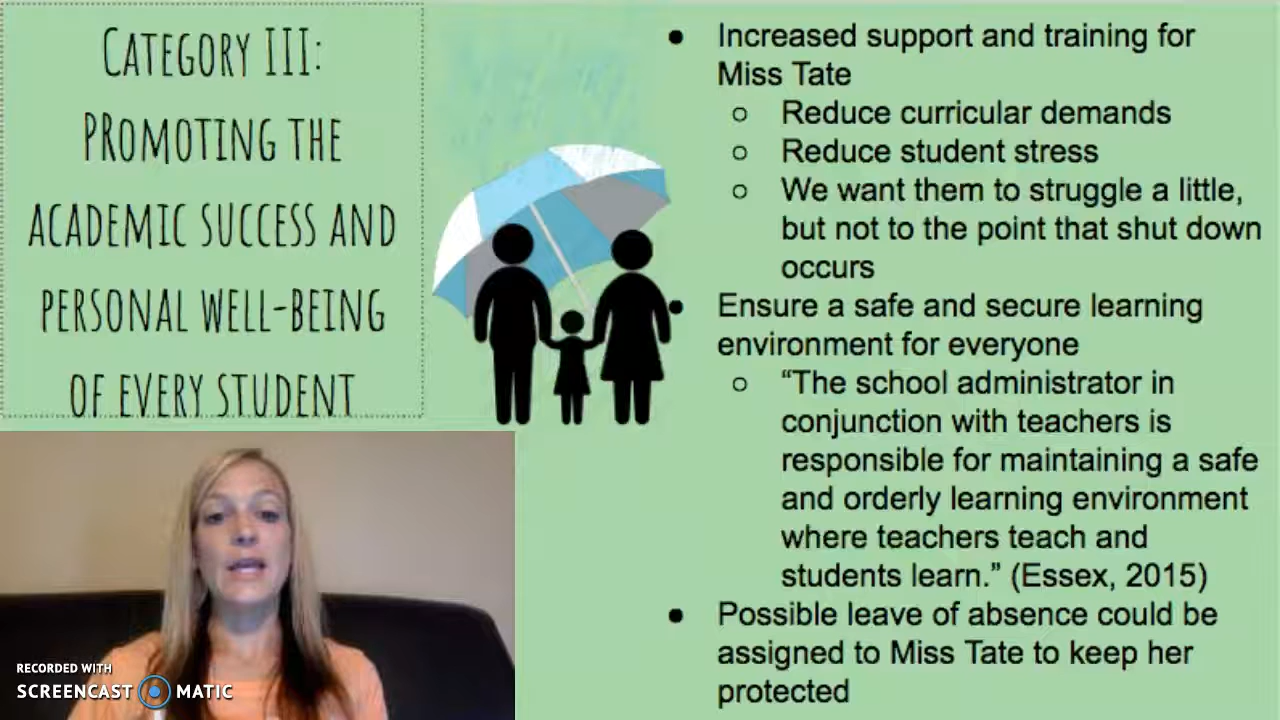 CATEGORY III:
PROMOTING THE
ACADEMIC SUCCESS AND
PERSONAL WELL-BEING
OF EVERY STUDENT
● Increased support and training for
Miss Tate
○ Reduce curricular demands
○ Reduce student stress
○ We want them to struggle a little,
but not to the point that shut down
occurs
● Ensure a safe and secure learning
environment for everyone
○ “The school administrator in
conjunction with teachers is
responsible for maintaining a safe
and orderly learning environment
where teachers teach and
students learn.” (Essex, 2015)
● Possible leave of absence could be
assigned to Miss Tate to keep her
protected
RECORDED WITH
SCREENCAST MATIC